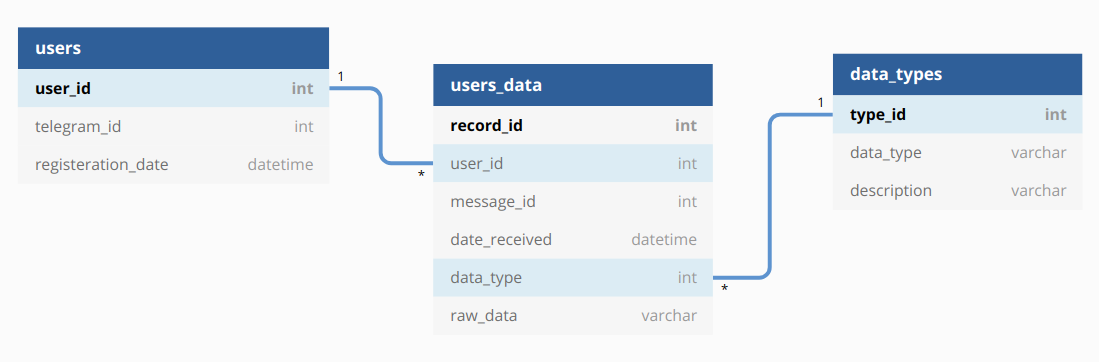 users
user_id int
telegram_id int
registeration_date datetime
1
*
users_data
record_id int
user_id int
message_id int
date_received datetime
data_type int
raw_data varchar
*
1
data_types
type_id int
data_type varchar
description varchar